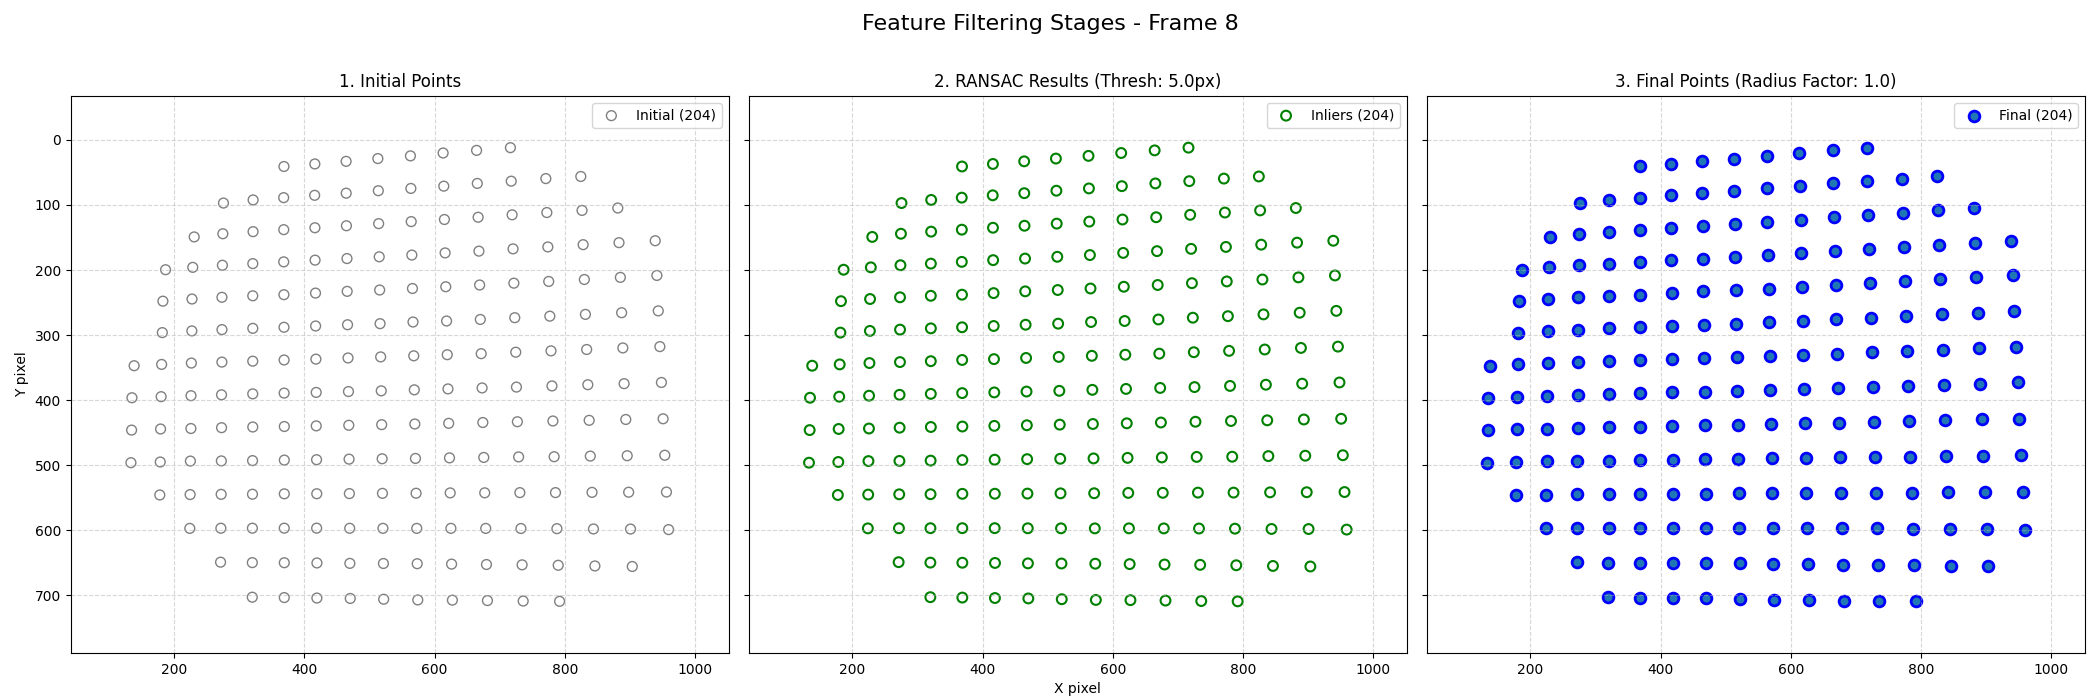 Feature Filtering Stages - Frame 8
1. Initial Points
Initial (204)
0
100
200
300
400
500
600
700
Y pixel
200 400 600 800 1000
2. RANSAC Results (Thresh: 5.0px)
Inliers (204)
200 400 600 800 1000
X pixel
3. Final Points (Radius Factor: 1.0)
Final (204)
200 400 600 800 1000